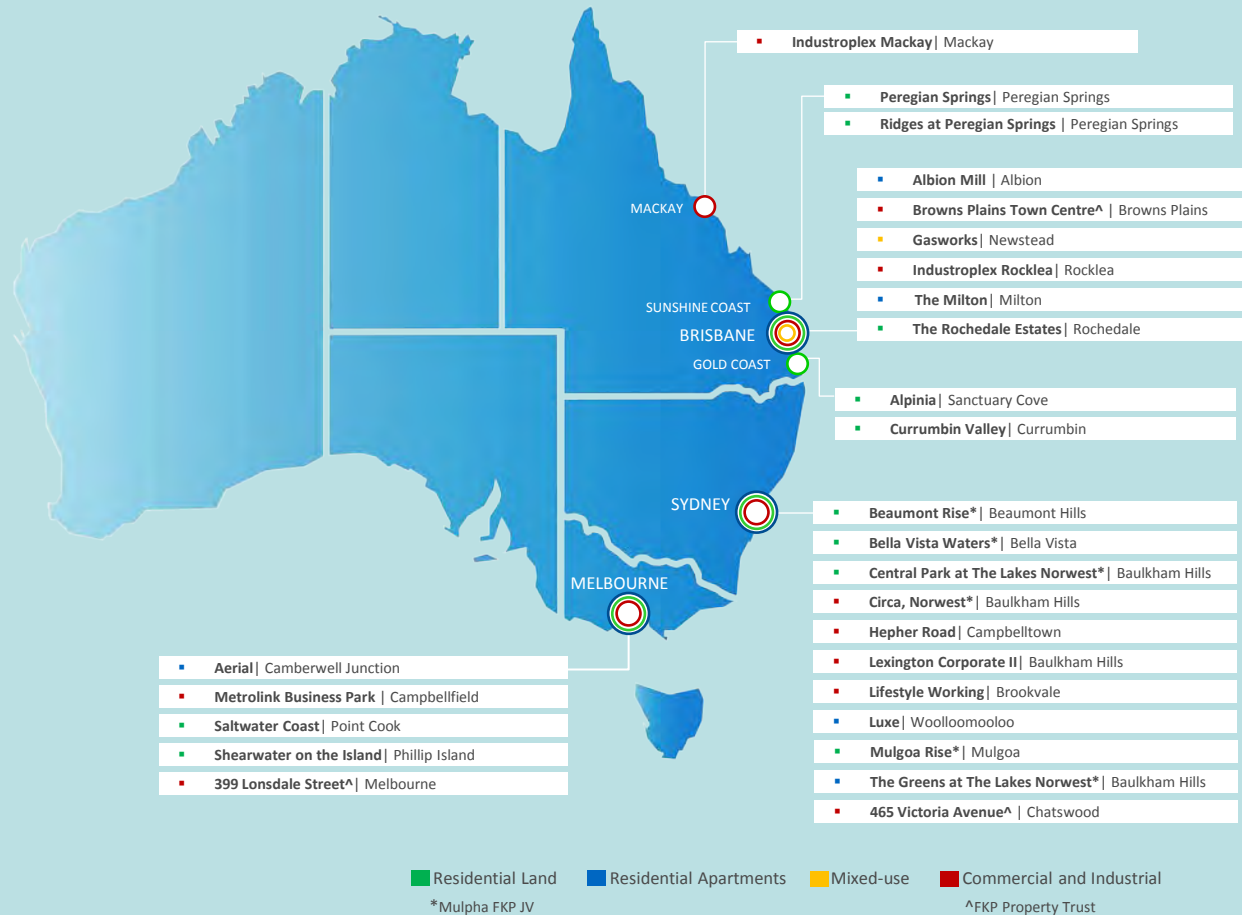 Industroplex Mackay| Mackay
Peregian Springs| Peregian Springs
Ridges at Peregian Springs | Peregian Springs
Albion Mill | Albion
Browns Plains Town Centre^ | Browns Plains
Gasworks| Newstead
Industroplex Rocklea| Rocklea
The Milton| Milton
The Rochedale Estates| Rochedale
MACKAY
SUNSHINE COAST
BRISBANE
GOLD COAST
Alpinia| Sanctuary Cove
Currumbin Valley| Currumbin
SYDNEY
Beaumont Rise*| Beaumont Hills
Bella Vista Waters*| Bella Vista
Central Park at The Lakes Norwest*| Baulkham Hills
Circa, Norwest*| Baulkham Hills
Hepher Road| Campbelltown
Lexington Corporate II| Baulkham Hills
Lifestyle Working| Brookvale
Luxe| Woolloomooloo
Mulgoa Rise*| Mulgoa
The Greens at The Lakes Norwest*| Baulkham Hills
465 Victoria Avenue^ | Chatswood
MELBOURNE
Aerial| Camberwell Junction
Metrolink Business Park | Campbellfield
Saltwater Coast| Point Cook
Shearwater on the Island| Phillip Island
399 Lonsdale Street^| Melbourne
Residential Land Residential Apartments Mixed-use Commercial and Industrial
*Mulpha FKP JV ^FKP Property Trust